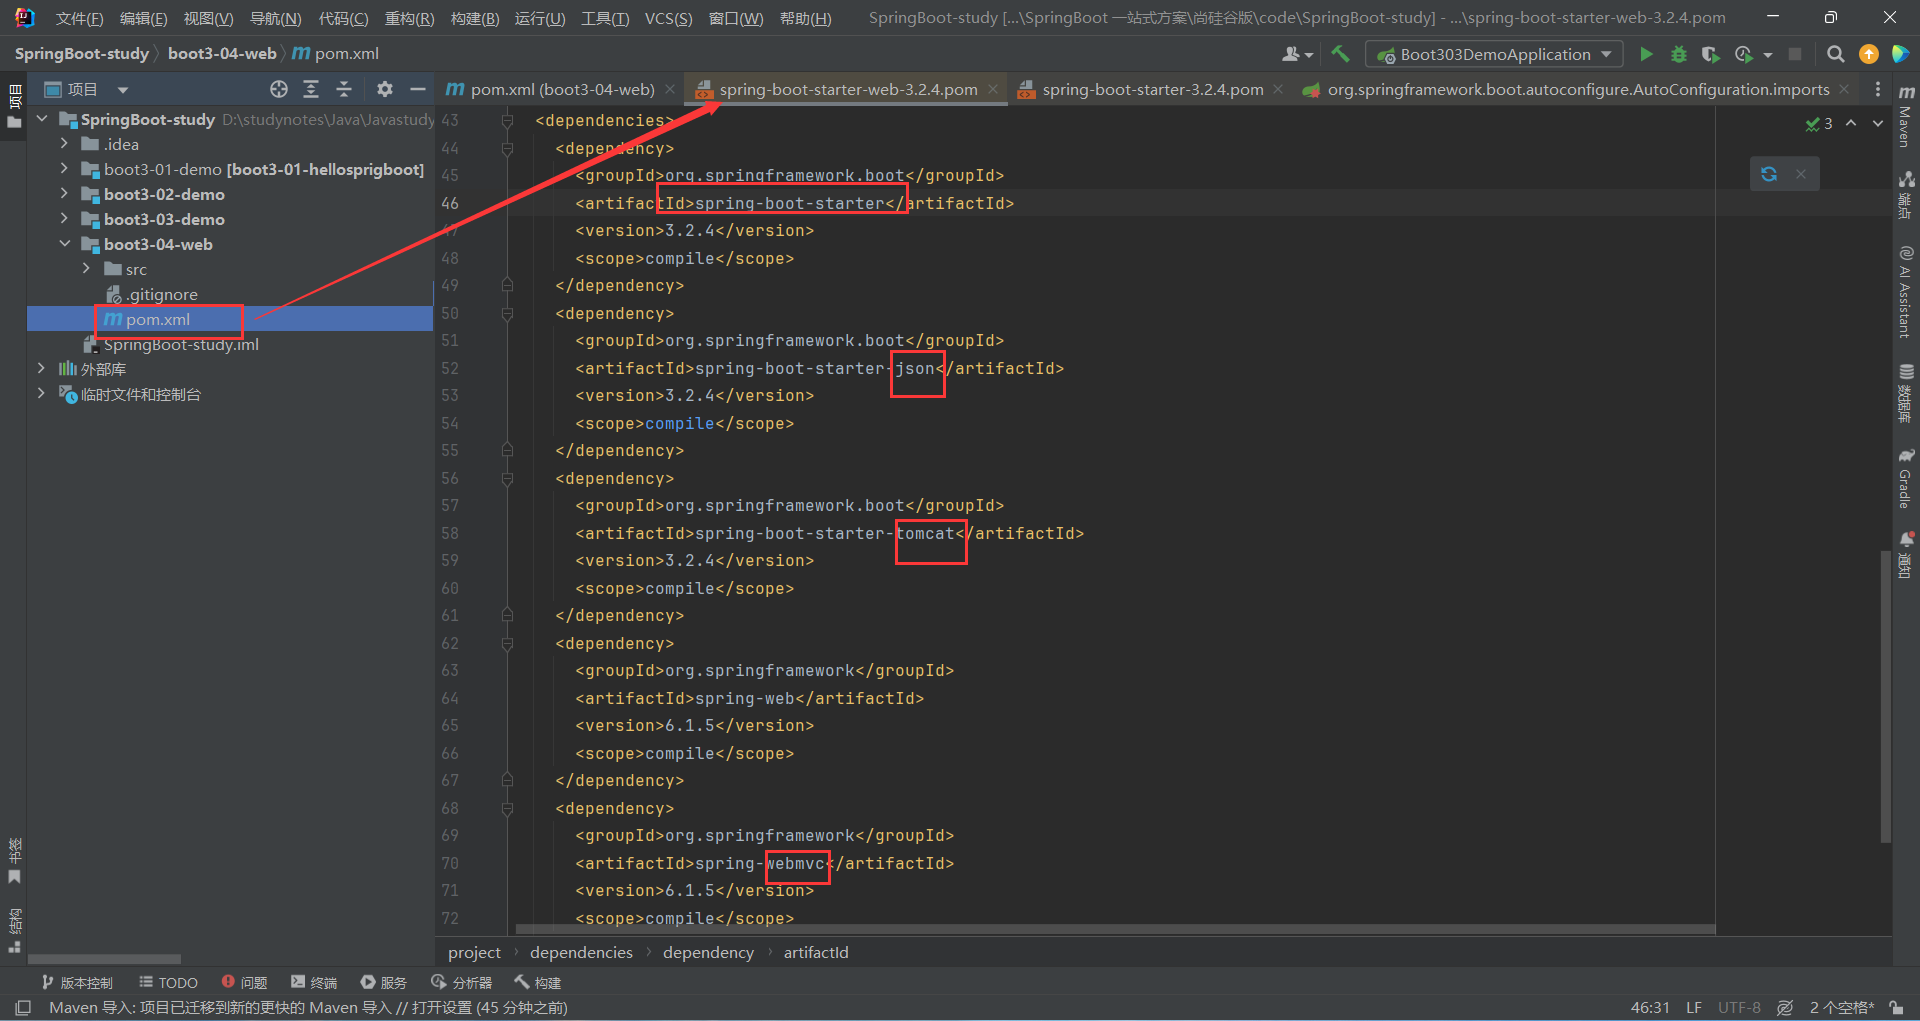 文件(F) 编辑(E) 视图(V) 导航(N) 代码(C) 重构(R) 构建(B) 运行(U) 工具(T) VCS(S) 窗口(W) 帮助(H) SpringBoot-study [...\SpringBoot 一站式方案\尚硅谷版\code\SpringBoot-study] - ...\spring-boot-starter-web-3.2.4.pom
SpringBoot-study boot3-04-web m pom.xml Boot303DemoApplication
项目
pom.xml (boot3-04-web) spring-boot-starter-web-3.2.4.pom spring-boot-starter-3.2.4.pom org.springframework.boot.autoconfigure.AutoConfiguration.imports
SpringBoot-study D:\studynotes\Java\Javastudy
.idea
boot3-01-demo [boot3-01-hellosprigboot]
boot3-02-demo
boot3-03-demo
boot3-04-web
src
.gitignore
pom.xml
SpringBoot-study.iml
外部库
临时文件和控制台
43 <dependencies>
44 <dependency>
45 <groupId>org.springframework.boot</groupId>
46 <artifactId>spring-boot-starter</artifactId>
47 <version>3.2.4</version>
48 <scope>compile</scope>
49 </dependency>
50 <dependency>
51 <groupId>org.springframework.boot</groupId>
52 <artifactId>spring-boot-starter-json</artifactId>
53 <version>3.2.4</version>
54 <scope>compile</scope>
55 </dependency>
56 <dependency>
57 <groupId>org.springframework.boot</groupId>
58 <artifactId>spring-boot-starter-tomcat</artifactId>
59 <version>3.2.4</version>
60 <scope>compile</scope>
61 </dependency>
62 <dependency>
63 <groupId>org.springframework</groupId>
64 <artifactId>spring-web</artifactId>
65 <version>6.1.5</version>
66 <scope>compile</scope>
67 </dependency>
68 <dependency>
69 <groupId>org.springframework</groupId>
70 <artifactId>spring-webmvc</artifactId>
71 <version>6.1.5</version>
72 <scope>compile</scope>
3
项目
书签
结构
Maven
端点
AI Assistant
数据库
Gradle
通知
project dependencies dependency artifactId
版本控制 TODO 问题 终端 服务 分析器 构建
Maven 导入: 项目已迁移到新的更快的 Maven 导入 // 打开设置 (45 分钟之前) 46:31 LF UTF-8 2 个空格*